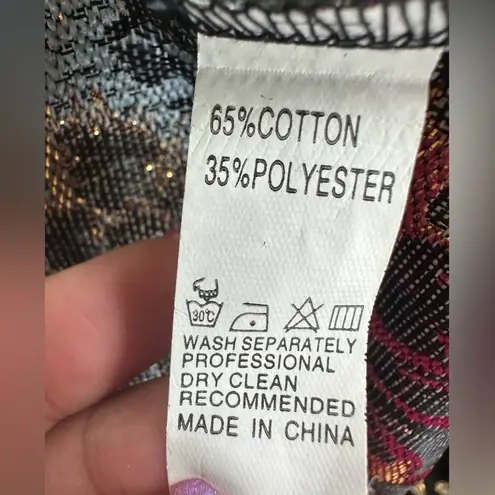 65%COTTON
35%POLYESTER
30°C
WASH SEPARATELY
PROFESSIONAL
DRY CLEAN
RECOMMENDED
MADE IN CHINA